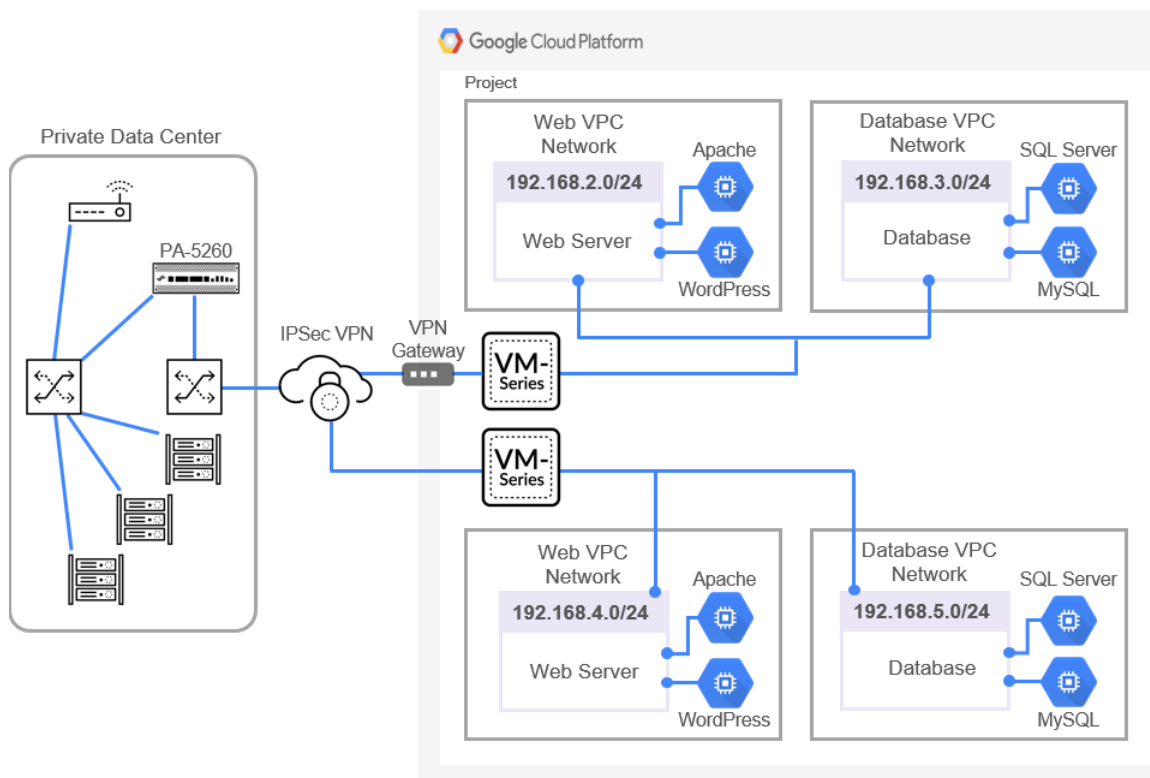 Google Cloud Platform
Project
Private Data Center
PA-5260
IPSec VPN
VPN
Gateway
VM-
Series
VM-
Series
Web VPC
Network
192.168.2.0/24
Web Server
Apache
WordPress
Database VPC
Network
192.168.3.0/24
Database
SQL Server
MySQL
Web VPC
Network
192.168.4.0/24
Web Server
Apache
WordPress
Database VPC
Network
192.168.5.0/24
Database
SQL Server
MySQL